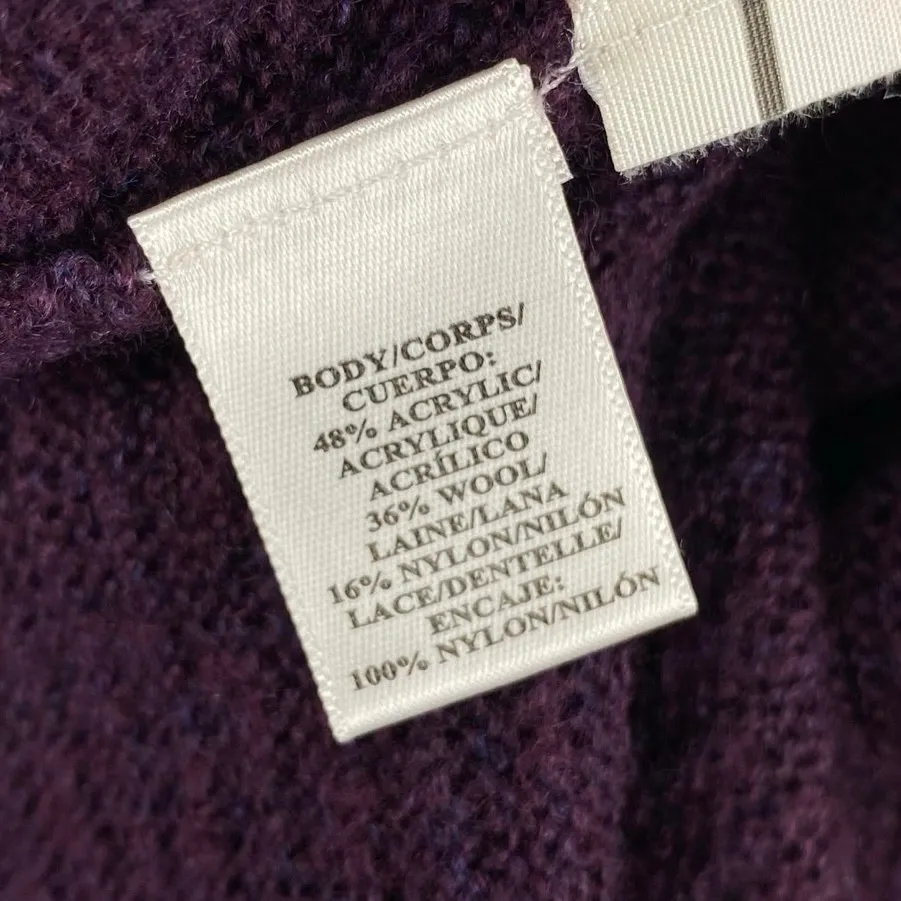 BODY/CORPS/
CUERPO:
48% ACRYLIC/
ACRYLIQUE/
ACRÍLICO
36% WOOL/
LAINE/LANA
16% NYLON/NILÓN
LACE/DENTELLE/
ENCAJE:
100% NYLON/NILÓN